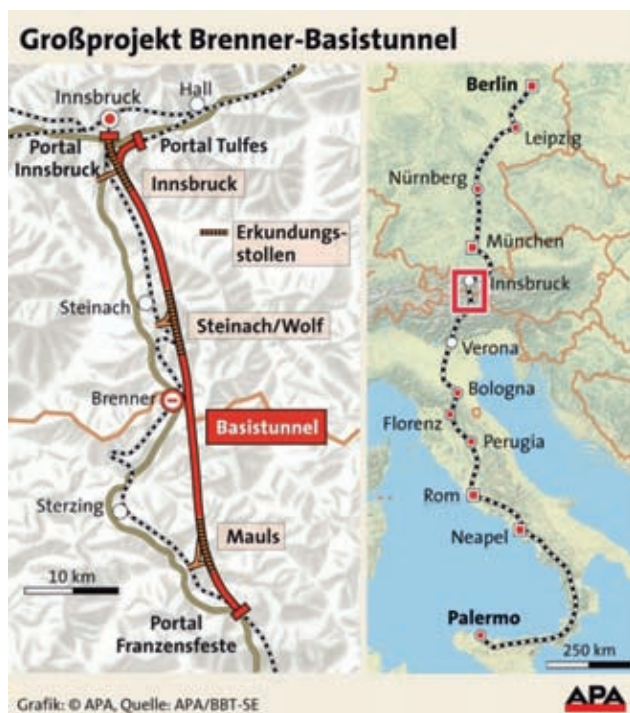 Großprojekt Brenner-Basistunnel
Innsbruck
Hall
Portal
Innsbruck
Portal Tulfes
Innsbruck
Erkundungs-
stollen
Steinach
Steinach/Wolf
Brenner
Basistunnel
Sterzing
Mauls
10 km
Portal
Franzensfeste
Berlin
Leipzig
Nürnberg
München
Innsbruck
Verona
Bologna
Florenz
Perugia
Rom
Neapel
Palermo
250 km
Grafik: © APA, Quelle: APA/BBT-SE
APA